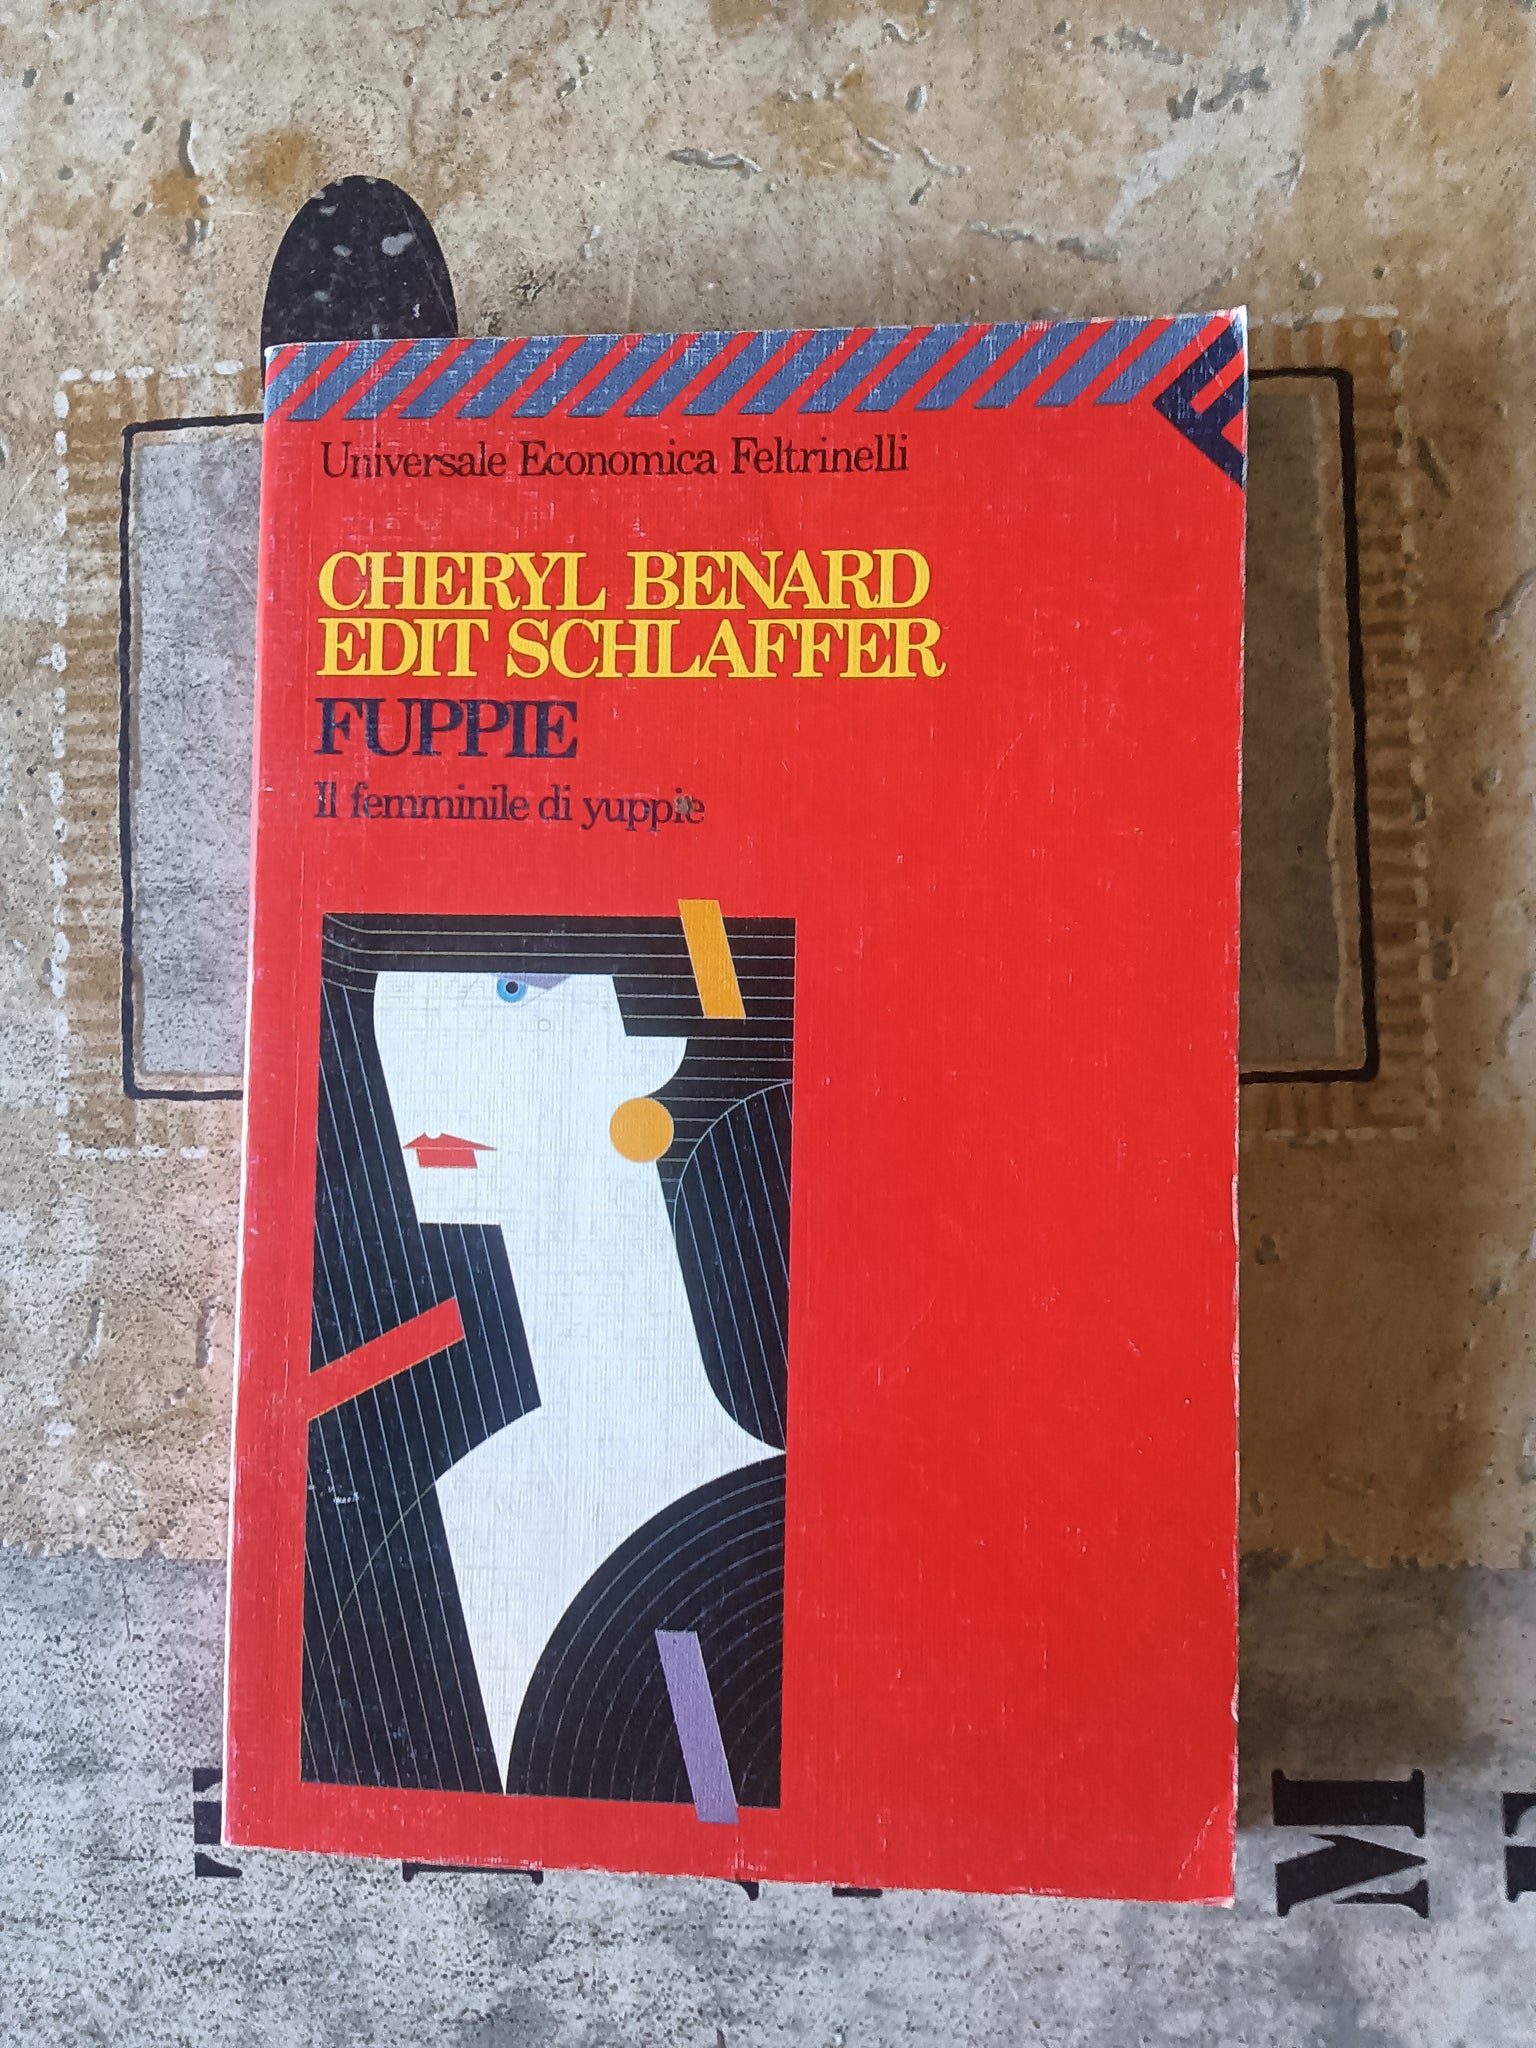 Universale Economica Feltrinelli
CHERYL BENARD
EDIT SCHLAFFER
FUPPIE
Il femminile di yuppie
M